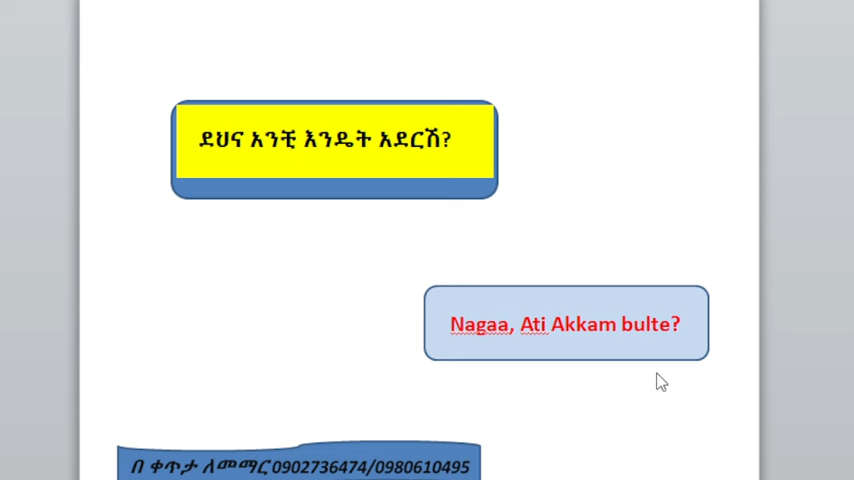 ደህና አንቺ እንዴት አደርሽ?
Nagaa, Ati Akkam bulte?
በ ቀጥታ ለመማር 0902736474/0980610495